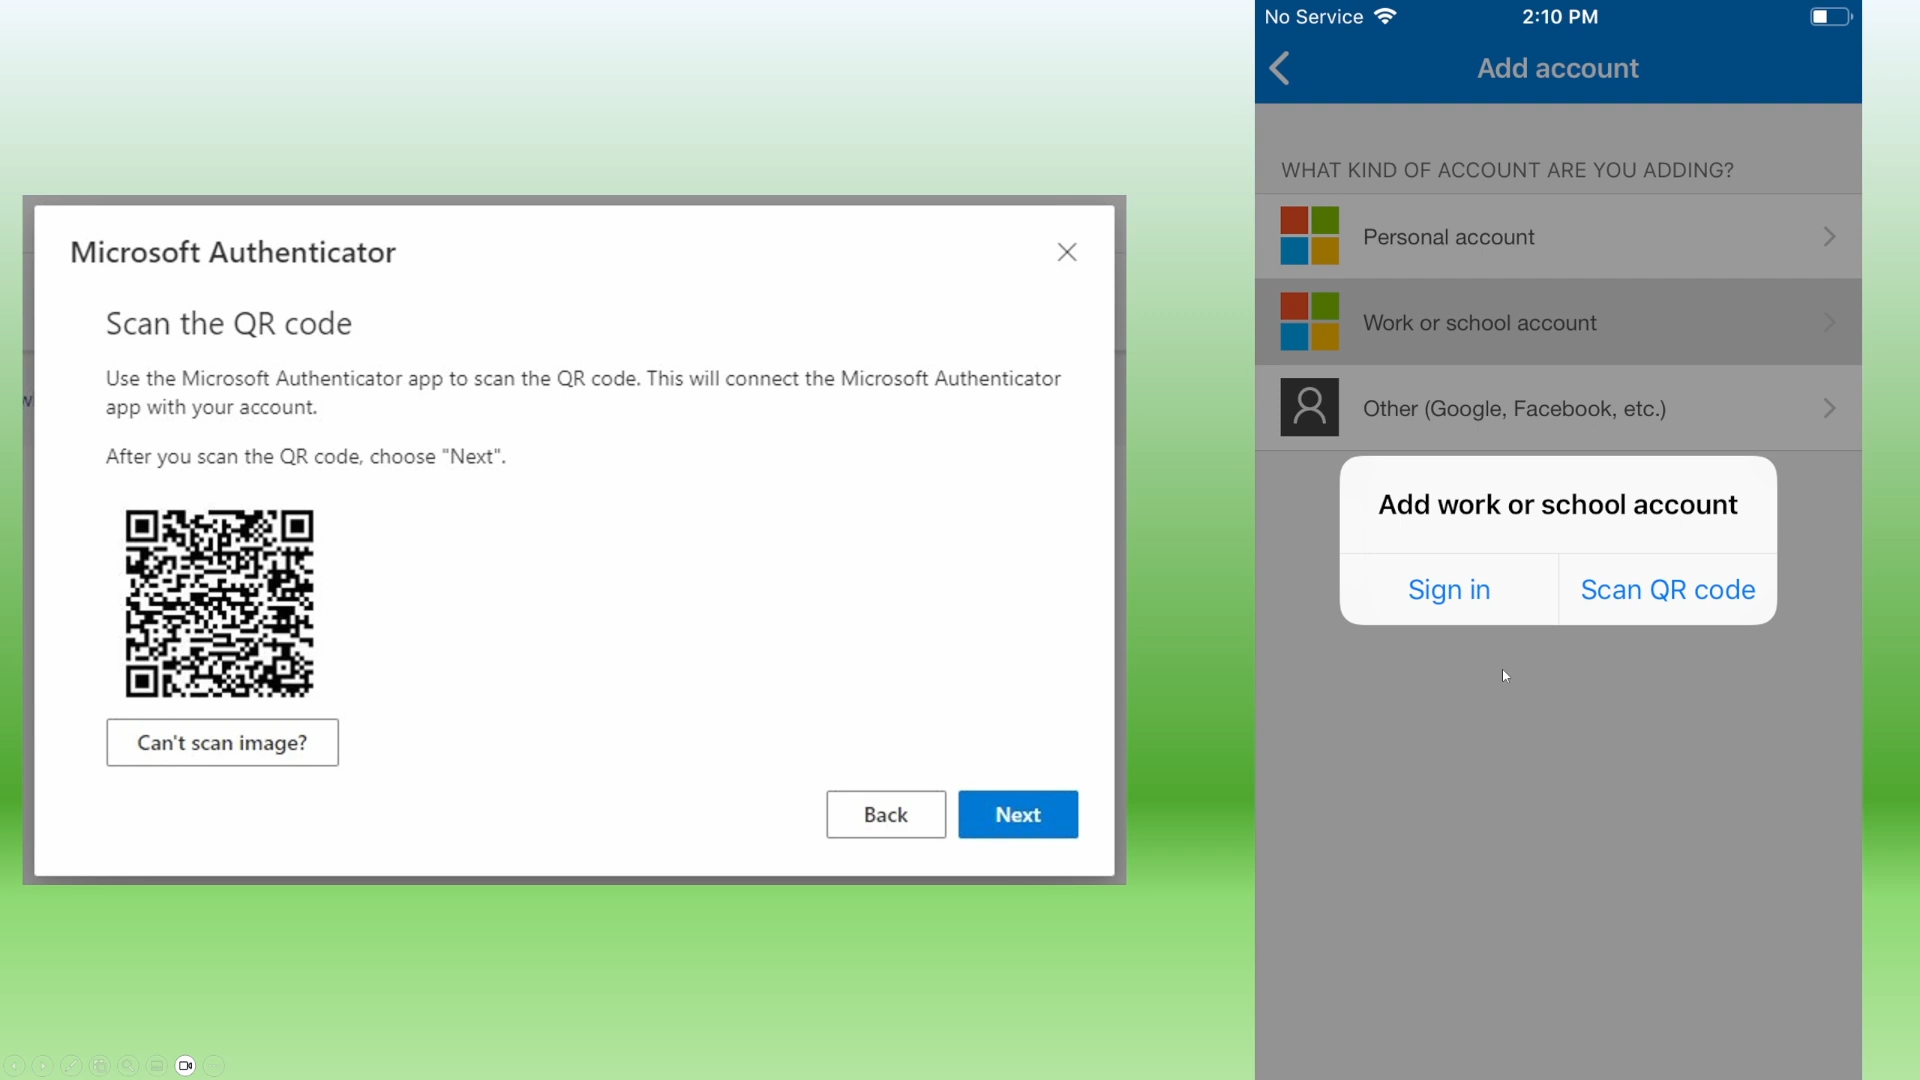 Microsoft Authenticator
Scan the QR code
Use the Microsoft Authenticator app to scan the QR code. This will connect the Microsoft Authenticator
app with your account.
After you scan the QR code, choose "Next".
Can't scan image?
Back
Next
No Service
2:10 PM
Add account
WHAT KIND OF ACCOUNT ARE YOU ADDING?
Personal account
Work or school account
Other (Google, Facebook, etc.)
Add work or school account
Sign in
Scan QR code